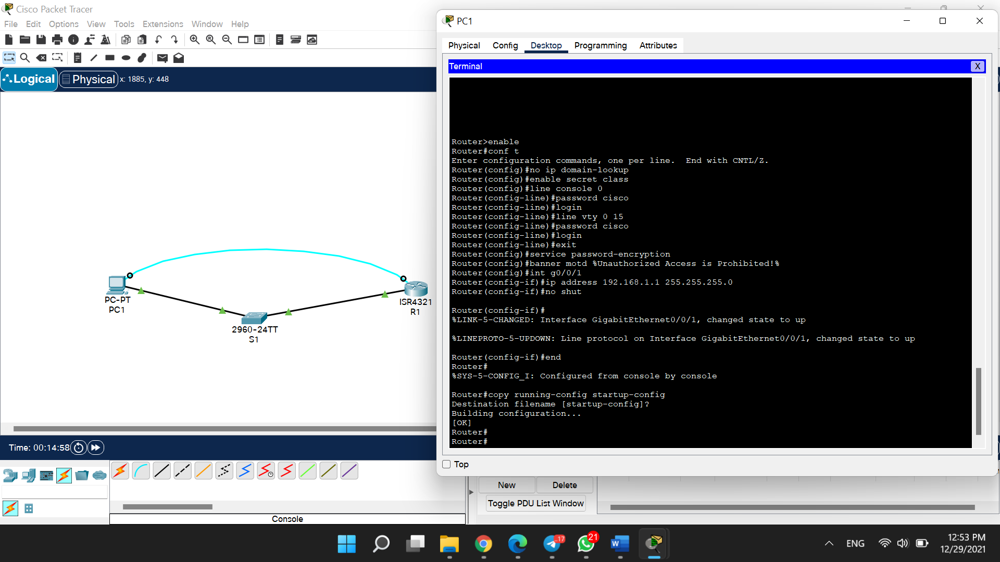 Cisco Packet Tracer
File Edit Options View Tools Extensions Window Help
Logical Physical x: 1885, y: 448
PC-PT
PC1
2960-24TT
S1
ISR4321
R1
Time: 00:14:58
Console
PC1
Physical Config Desktop Programming Attributes
Terminal X
Router>enable
Router#conf t
Enter configuration commands, one per line.  End with CNTL/Z.
Router(config)#no ip domain-lookup
Router(config)#enable secret class
Router(config)#line console 0
Router(config-line)#password cisco
Router(config-line)#login
Router(config-line)#line vty 0 15
Router(config-line)#password cisco
Router(config-line)#login
Router(config-line)#exit
Router(config)#service password-encryption
Router(config)#banner motd %Unauthorized Access is Prohibited!%
Router(config)#int g0/0/1
Router(config-if)#ip address 192.168.1.1 255.255.255.0
Router(config-if)#no shut
Router(config-if)#
%LINK-5-CHANGED: Interface GigabitEthernet0/0/1, changed state to up
%LINEPROTO-5-UPDOWN: Line protocol on Interface GigabitEthernet0/0/1, changed state to up
Router(config-if)#end
Router#
%SYS-5-CONFIG_I: Configured from console by console
Router#copy running-config startup-config
Destination filename [startup-config]?
Building configuration...
[OK]
Router#
Router#
Top
New Delete
Toggle PDU List Window
..17
21
W
ENG
12:53 PM
12/29/2021